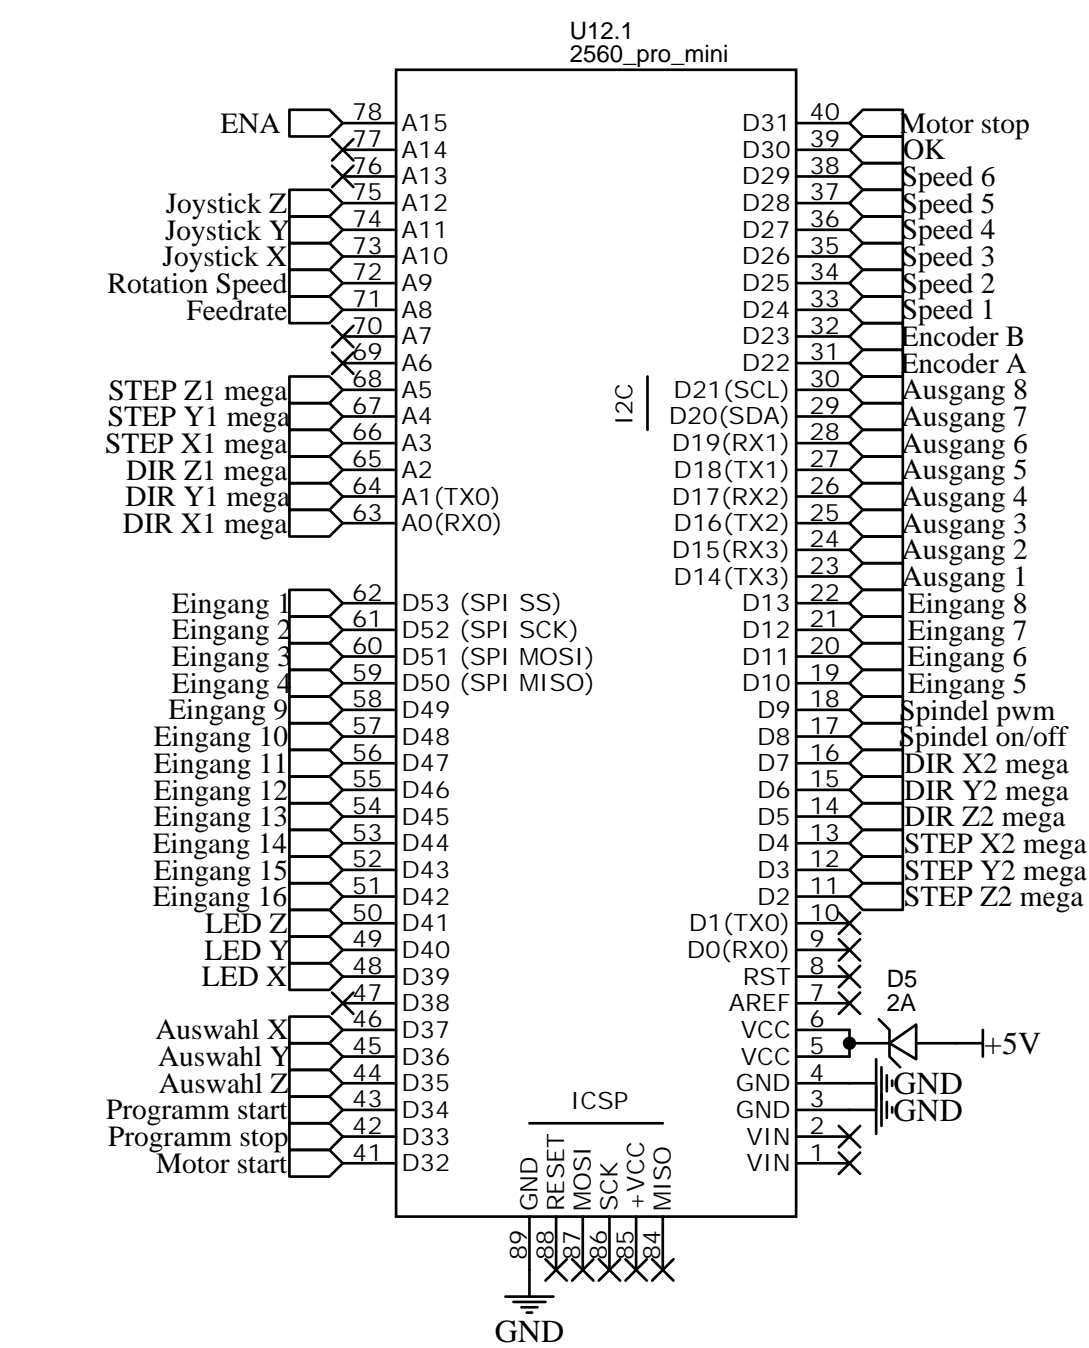 U12.1
2560_pro_mini
ENA 78 A15 D31 40 Motor stop
77 A14 D30 39 OK
76 A13 D29 38 Speed 6
Joystick Z 75 A12 D28 37 Speed 5
Joystick Y 74 A11 D27 36 Speed 4
Joystick X 73 A10 D26 35 Speed 3
Rotation Speed 72 A9 D25 34 Speed 2
Feedrate 71 A8 D24 33 Speed 1
70 A7 D23 32 Encoder B
69 A6 D22 31 Encoder A
STEP Z1 mega 68 A5 D21(SCL) 30 Ausgang 8
STEP Y1 mega 67 A4 I2C D20(SDA) 29 Ausgang 7
STEP X1 mega 66 A3 D19(RX1) 28 Ausgang 6
DIR Z1 mega 65 A2 D18(TX1) 27 Ausgang 5
DIR Y1 mega 64 A1(TX0) D17(RX2) 26 Ausgang 4
DIR X1 mega 63 A0(RX0) D16(TX2) 25 Ausgang 3
D15(RX3) 24 Ausgang 2
D14(TX3) 23 Ausgang 1
Eingang 1 62 D53 (SPI SS) D13 22 Eingang 8
Eingang 2 61 D52 (SPI SCK) D12 21 Eingang 7
Eingang 3 60 D51 (SPI MOSI) D11 20 Eingang 6
Eingang 4 59 D50 (SPI MISO) D10 19 Eingang 5
Eingang 9 58 D49 D9 18 Spindel pwm
Eingang 10 57 D48 D8 17 Spindel on/off
Eingang 11 56 D47 D7 16 DIR X2 mega
Eingang 12 55 D46 D6 15 DIR Y2 mega
Eingang 13 54 D45 D5 14 DIR Z2 mega
Eingang 14 53 D44 D4 13 STEP X2 mega
Eingang 15 52 D43 D3 12 STEP Y2 mega
Eingang 16 51 D42 D2 11 STEP Z2 mega
LED Z 50 D41 D1(TX0) 10
LED Y 49 D40 D0(RX0) 9
LED X 48 D39 RST 8 D5
47 D38 AREF 7 2A
Auswahl X 46 D37 VCC 6
Auswahl Y 45 D36 VCC 5 +5V
Auswahl Z 44 D35 GND 4 GND
Programm start 43 D34 ICSP GND 3 GND
Programm stop 42 D33 VIN 2
Motor start 41 D32 VIN 1
GND RESET MOSI SCK +VCC MISO
89 88 87 86 85 84
GND